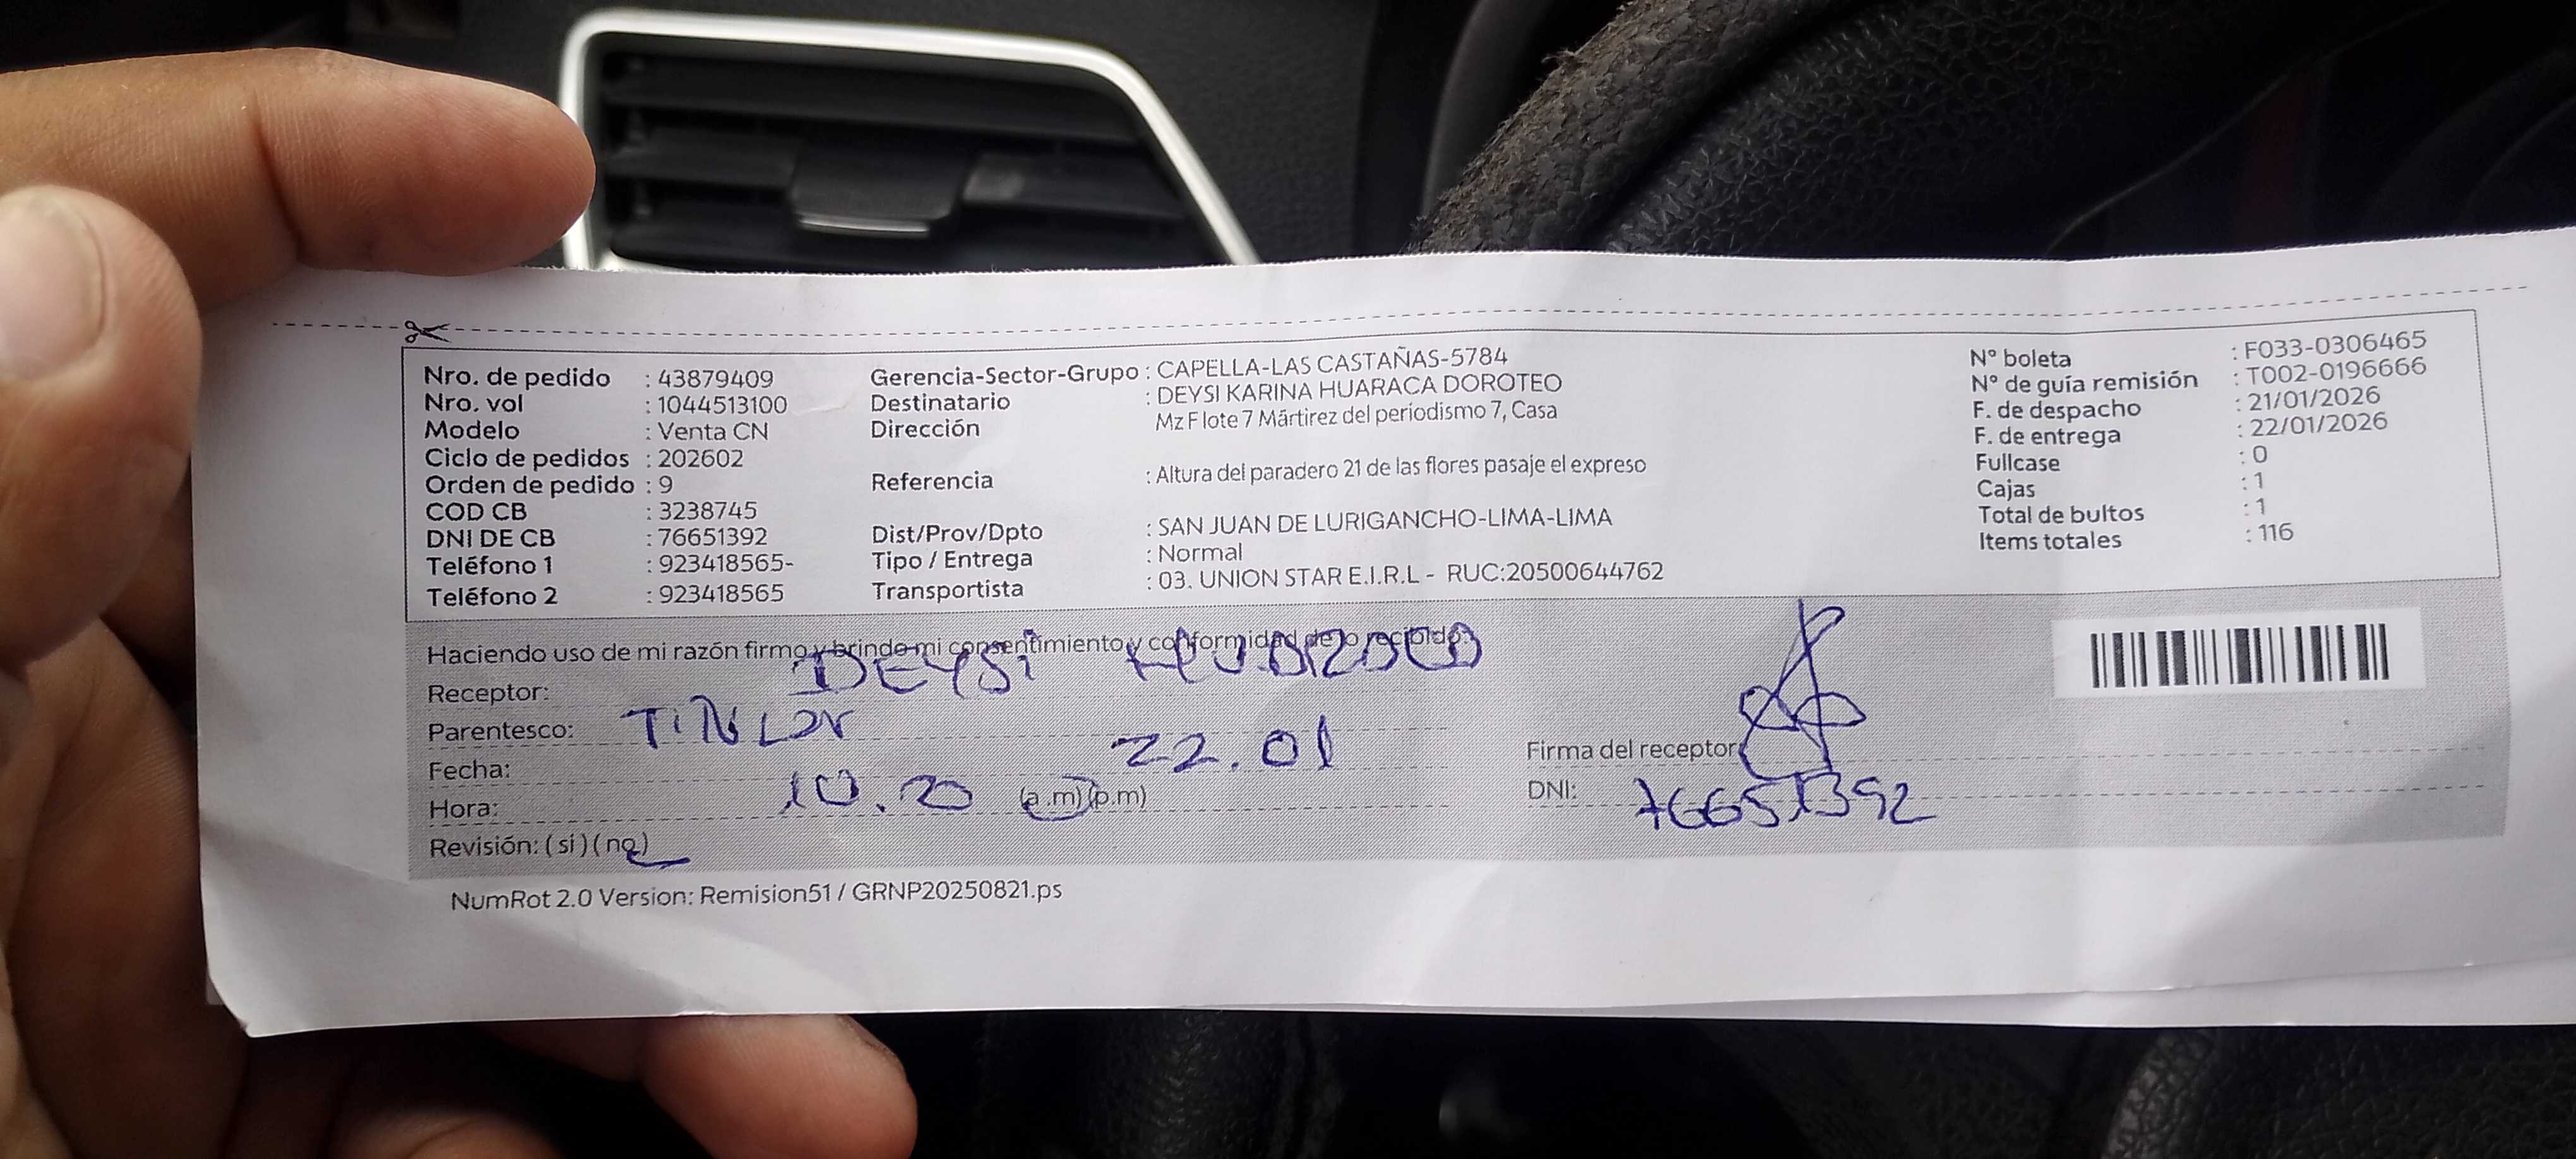 Nro. de pedido : 43879409
Nro. vol : 1044513100
Modelo : Venta CN
Ciclo de pedidos : 202602
Orden de pedido : 9
COD CB : 3238745
DNI DE CB : 76651392
Teléfono 1 : 923418565-
Teléfono 2 : 923418565
Gerencia-Sector-Grupo : CAPELLA-LAS CASTAÑAS-5784
Destinatario : DEYSI KARINA HUARACA DOROTEO
Dirección Mz F lote 7 Mártirez del periodismo 7, Casa
Referencia : Altura del paradero 21 de las flores pasaje el expreso
Dist/Prov/Dpto : SAN JUAN DE LURIGANCHO-LIMA-LIMA
Tipo / Entrega : Normal
Transportista : 03. UNION STAR E.I.R.L - RUC:20500644762
N° boleta : F033-0306465
N° de guía remisión : T002-0196666
F. de despacho : 21/01/2026
F. de entrega : 22/01/2026
Fullcase : 0
Cajas : 1
Total de bultos : 1
Items totales : 116
Haciendo uso de mi razón firmo y brindo mi consentimiento y conformidad de lo recibido:
Receptor: DEYSI HUARACA
Parentesco:
Fecha: 22.01
Hora: 10.20 (a.m)(p.m)
Revisión: (si) (no)
Firma del receptor
DNI: 76651392
NumRot 2.0 Version: Remision51 / GRNP20250821.ps